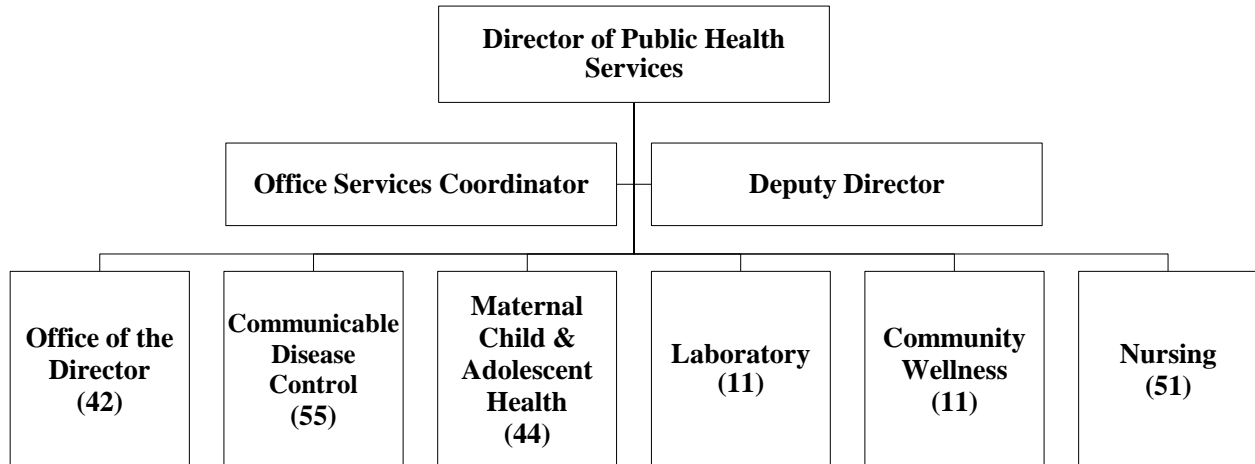 Director of Public Health
Services
Office Services Coordinator
Deputy Director
Office of the
Director
(42)
Communicable
Disease
Control
(55)
Maternal
Child &
Adolescent
Health
(44)
Laboratory
(11)
Community
Wellness
(11)
Nursing
(51)